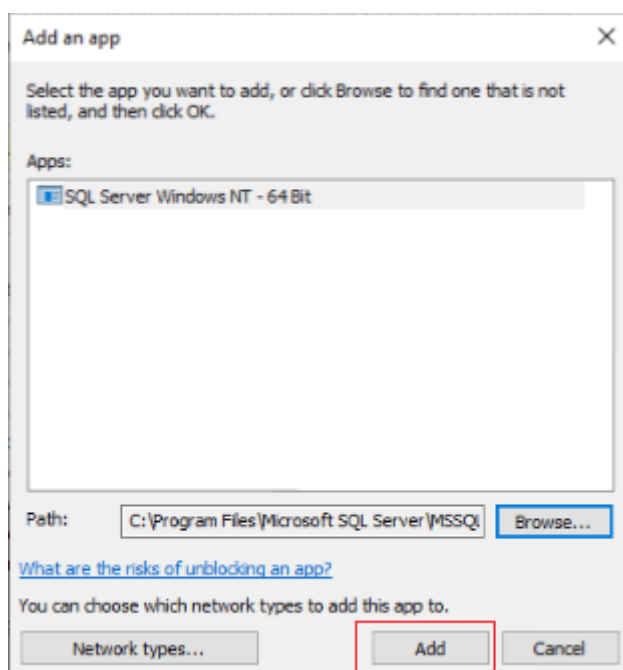 Add an app
Select the app you want to add, or click Browse to find one that is not
listed, and then click OK.
Apps:
SQL Server Windows NT - 64 Bit
Path: C:\Program Files\Microsoft SQL Server\MSSQL Browse...
What are the risks of unblocking an app?
You can choose which network types to add this app to.
Network types... Add Cancel